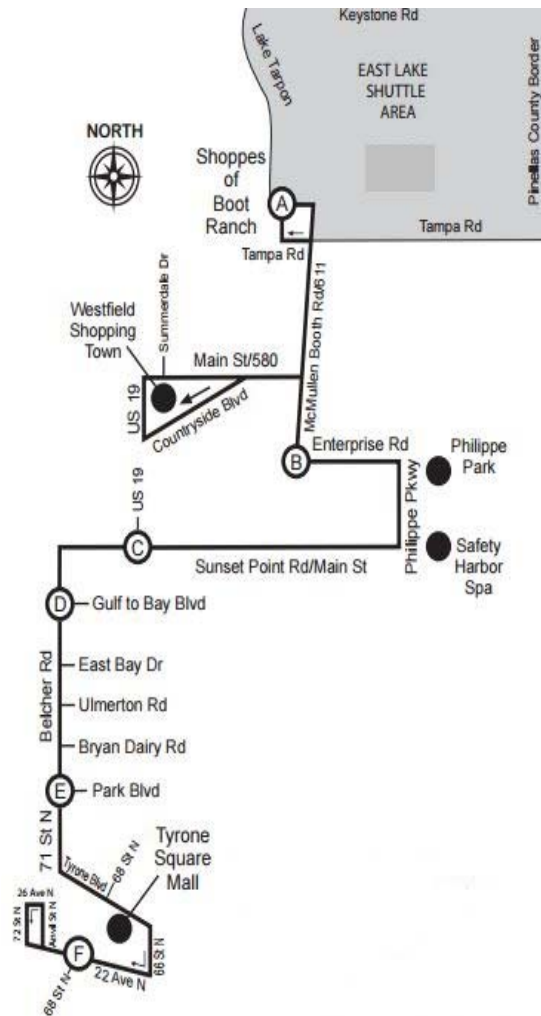 Keystone Rd
Lake Tarpon
EAST LAKE
SHUTTLE
AREA
Pinellas County Border
NORTH
Shoppes
of
Boot
Ranch
A
Tampa Rd
Tampa Rd
McMullen Booth Rd/611
Summerdale Dr
Westfield
Shopping
Town
Main St/580
US 19
Countryside Blvd
B
Enterprise Rd
Philippe
Park
Philippe Pkwy
US 19
C
Sunset Point Rd/Main St
Safety
Harbor
Spa
D
Gulf to Bay Blvd
Belcher Rd
East Bay Dr
Ulmerton Rd
Bryan Dairy Rd
E
Park Blvd
71 St N
Tyrone
Square
Mall
Tyrone Blvd
68 St N
26 Ave N
72 St N
Anvil St N
F
22 Ave N
66 St N
68 St N